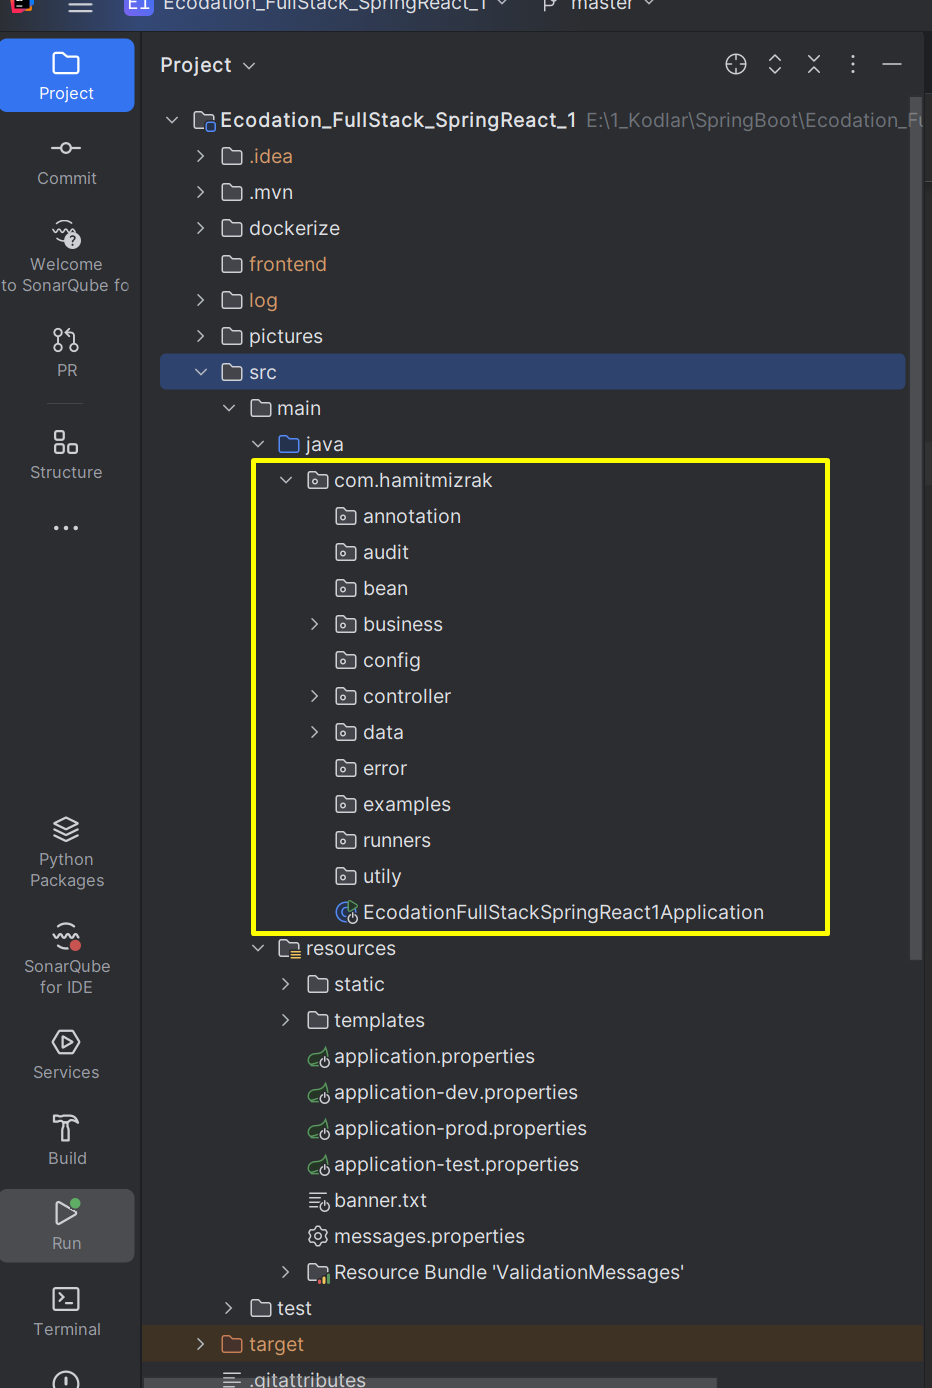 EI Ecodation_FullStack_SpringReact_1 master
Project
Project
Commit
Welcome
to SonarQube fo
PR
Structure
Python
Packages
SonarQube
for IDE
Services
Build
Run
Terminal
Ecodation_FullStack_SpringReact_1 E:\1_Kodlar\SpringBoot\Ecodation_Fu
.idea
.mvn
dockerize
frontend
log
pictures
src
main
java
com.hamitmizrak
annotation
audit
bean
business
config
controller
data
error
examples
runners
utily
EcodationFullStackSpringReact1Application
resources
static
templates
application.properties
application-dev.properties
application-prod.properties
application-test.properties
banner.txt
messages.properties
Resource Bundle 'ValidationMessages'
test
target
.gitattributes